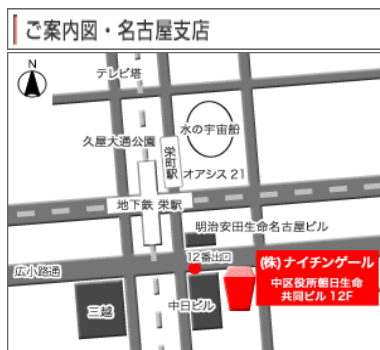 ご案内図・名古屋支店
N
テレビ塔
水の宇宙船
久屋大通公園
栄町駅
オアシス21
地下鉄 栄駅
明治安田生命名古屋ビル
12番出口
広小路通
(株)ナイチンゲール
中区役所朝日生命
共同ビル 12F
三越
中日ビル